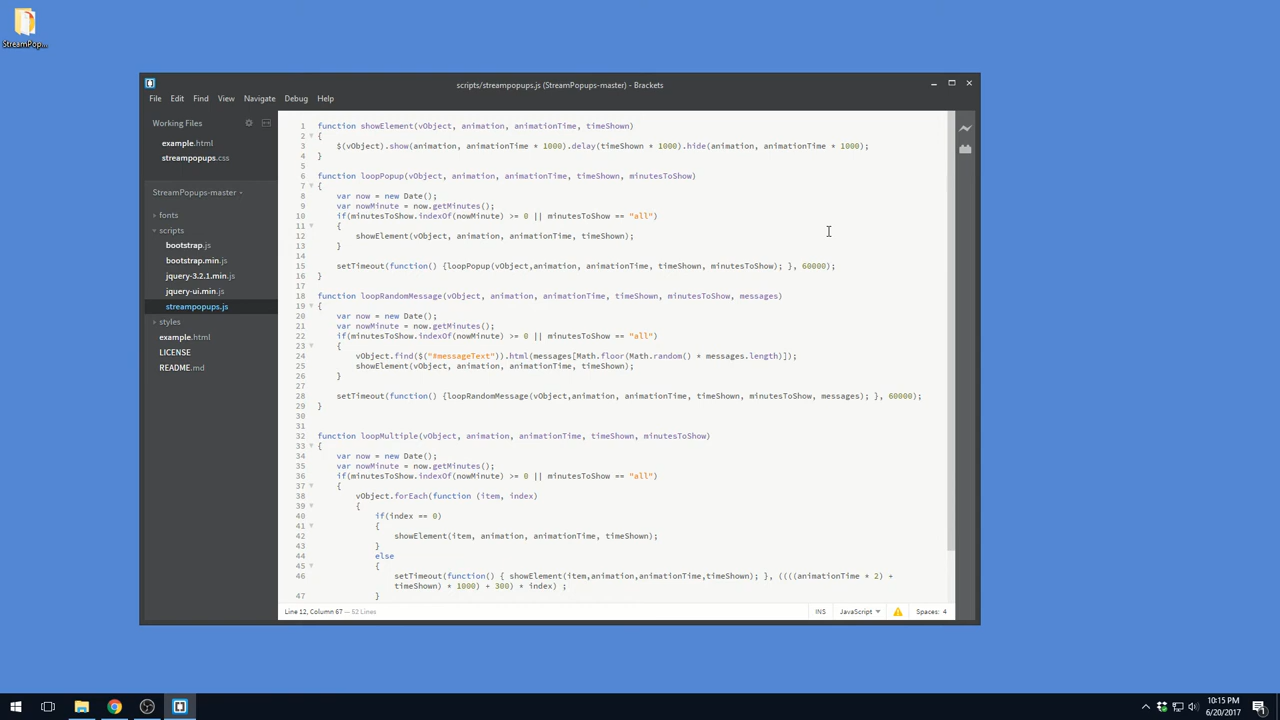 StreamPop...
scripts/streampopups.js (StreamPopups-master) - Brackets
File Edit Find View Navigate Debug Help
Working Files
example.html
streampopups.css
StreamPopups-master
fonts
scripts
bootstrap.js
bootstrap.min.js
jquery-3.2.1.min.js
jquery-ui.min.js
streampopups.js
styles
example.html
LICENSE
README.md
1 function showElement(vObject, animation, animationTime, timeShown)
2 {
3 $(vObject).show(animation, animationTime * 1000).delay(timeShown * 1000).hide(animation, animationTime * 1000);
4 }
5
6 function loopPopup(vObject, animation, animationTime, timeShown, minutesToShow)
7 {
8 var now = new Date();
9 var nowMinute = now.getMinutes();
10 if(minutesToShow.indexOf(nowMinute) >= 0 || minutesToShow == "all")
11 {
12 showElement(vObject, animation, animationTime, timeShown);
13 }
14
15 setTimeout(function() {loopPopup(vObject,animation, animationTime, timeShown, minutesToShow); }, 60000);
16 }
17
18 function loopRandomMessage(vObject, animation, animationTime, timeShown, minutesToShow, messages)
19 {
20 var now = new Date();
21 var nowMinute = now.getMinutes();
22 if(minutesToShow.indexOf(nowMinute) >= 0 || minutesToShow == "all")
23 {
24 vObject.find($("#messageText")).html(messages[Math.floor(Math.random() * messages.length)]);
25 showElement(vObject, animation, animationTime, timeShown);
26 }
27
28 setTimeout(function() {loopRandomMessage(vObject,animation, animationTime, timeShown, minutesToShow, messages); }, 60000);
29 }
30
31
32 function loopMultiple(vObject, animation, animationTime, timeShown, minutesToShow)
33 {
34 var now = new Date();
35 var nowMinute = now.getMinutes();
36 if(minutesToShow.indexOf(nowMinute) >= 0 || minutesToShow == "all")
37 {
38 vObject.forEach(function (item, index)
39 {
40 if(index == 0)
41 {
42 showElement(item, animation, animationTime, timeShown);
43 }
44 else
45 {
46 setTimeout(function() { showElement(item,animation,animationTime,timeShown); }, ((((animationTime * 2) +
timeShown) * 1000) + 300) * index) ;
47 }
Line 12, Column 67 — 52 Lines
INS JavaScript Spaces: 4
10:15 PM
6/20/2017
1